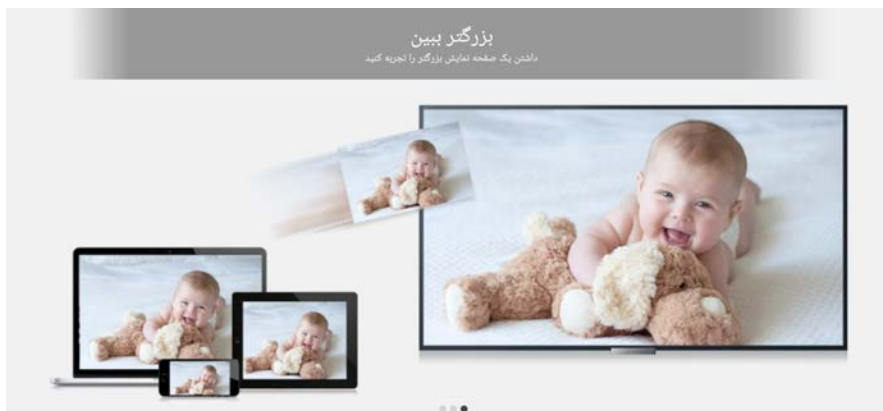 بزرگتر ببین
داشتن یک صفحه نمایش بزرگتر را تجربه کنید